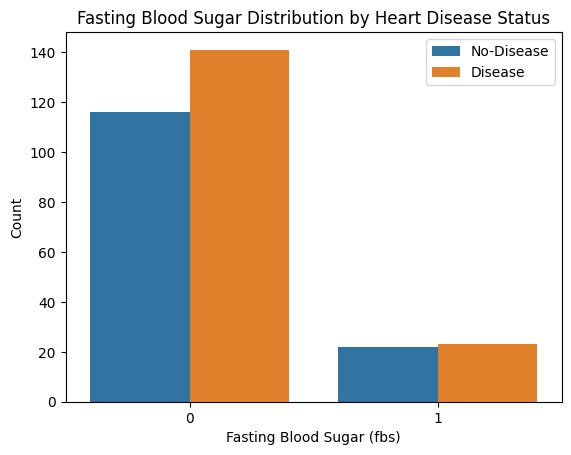 Fasting Blood Sugar Distribution by Heart Disease Status
No-Disease
Disease
140
120
100
80
60
40
20
0
Count
0 1
Fasting Blood Sugar (fbs)